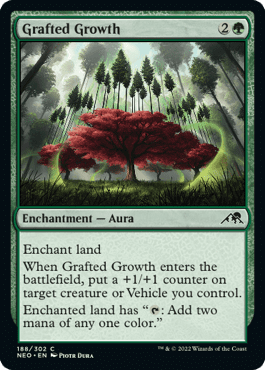 Grafted Growth 2
Enchantment — Aura
Enchant land
When Grafted Growth enters the
battlefield, put a +1/+1 counter on
target creature or Vehicle you control.
Enchanted land has “: Add two
mana of any one color.”
188/302 C
NEO • EN Piotr Dura
™ & © 2022 Wizards of the Coast